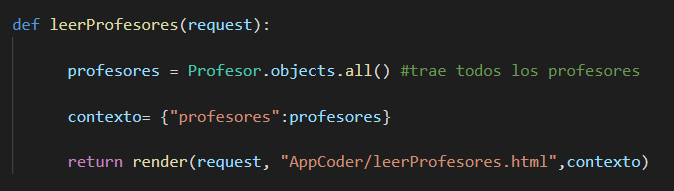 def leerProfesores(request):
profesores = Profesor.objects.all() #trae todos los profesores
contexto= {"profesores":profesores}
return render(request, "AppCoder/leerProfesores.html",contexto)